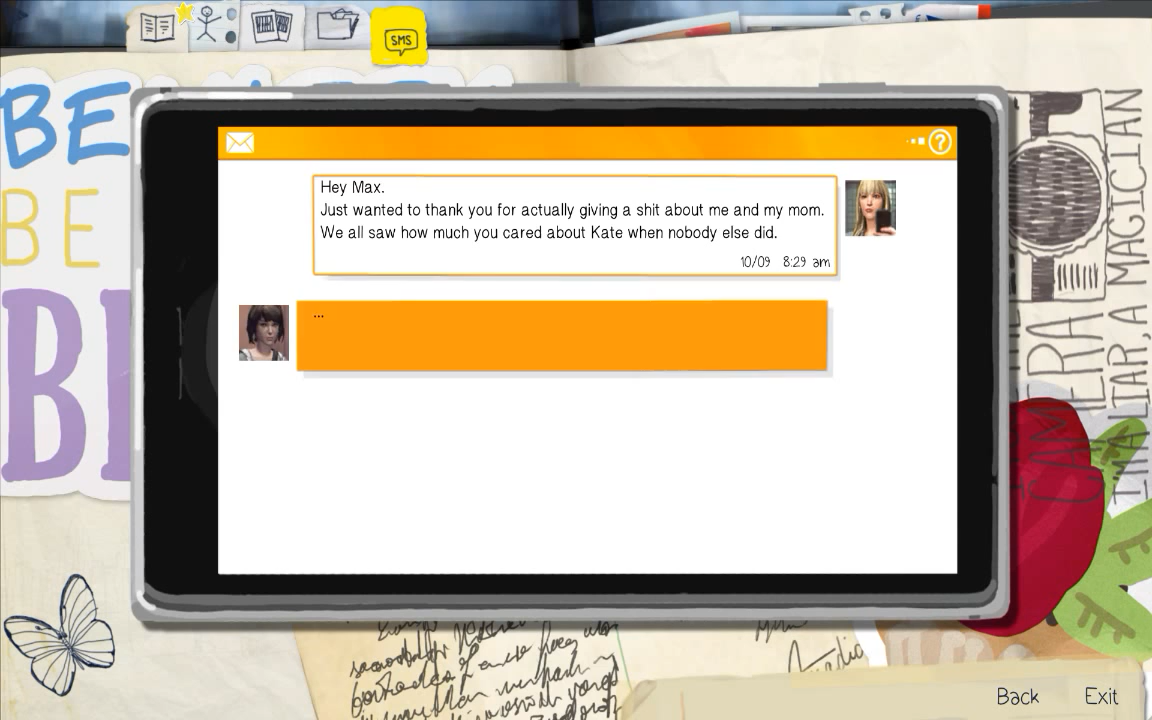 SMS
BE
BE
Hey Max.
Just wanted to thank you for actually giving a shit about me and my mom.
We all saw how much you cared about Kate when nobody else did.
10/09 8:29 am
...
CAMERA
I'M A LIAR, A MAGICIAN
Back
Exit